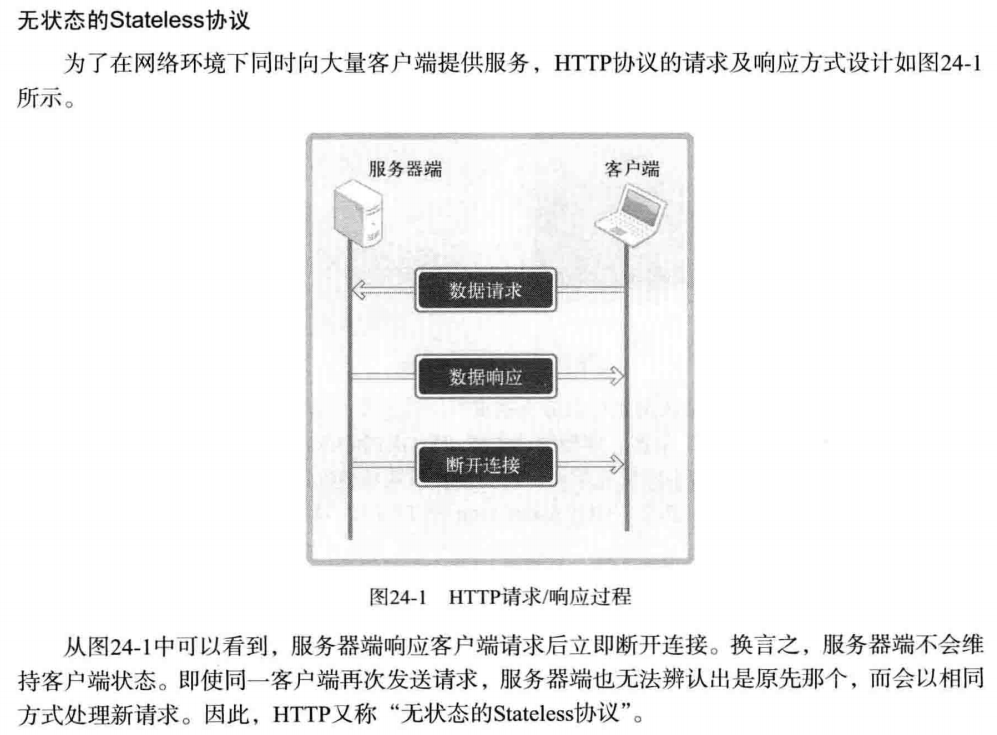 无状态的Stateless协议
为了在网络环境下同时向大量客户端提供服务，HTTP协议的请求及响应方式设计如图24-1
所示。
服务器端
客户端
数据请求
数据响应
断开连接
图24-1 HTTP请求/响应过程
从图24-1中可以看到，服务器端响应客户端请求后立即断开连接。换言之，服务器端不会维
持客户端状态。即使同一客户端再次发送请求，服务器端也无法辨认出是原先那个，而会以相同
方式处理新请求。因此，HTTP又称“无状态的Stateless协议”。